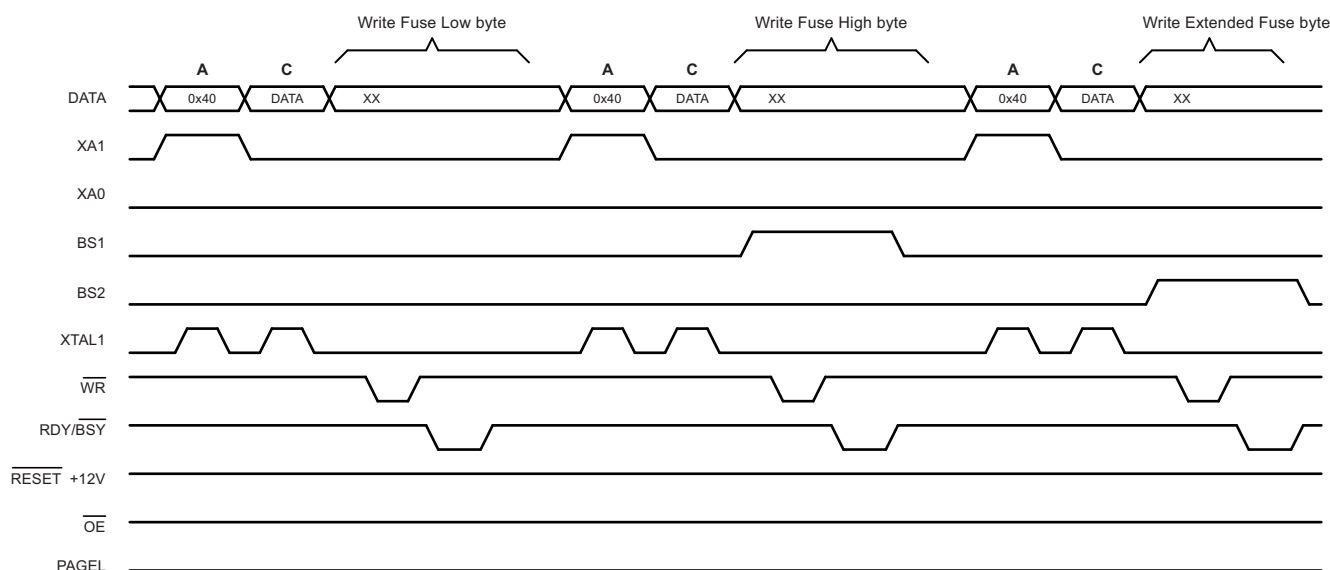 Write Fuse Low byte Write Fuse High byte Write Extended Fuse byte
A C A C A C
DATA 0x40 DATA XX 0x40 DATA XX 0x40 DATA XX
XA1
XA0
BS1
BS2
XTAL1
WR
RDY/BSY
RESET +12V
OE
PAGEL